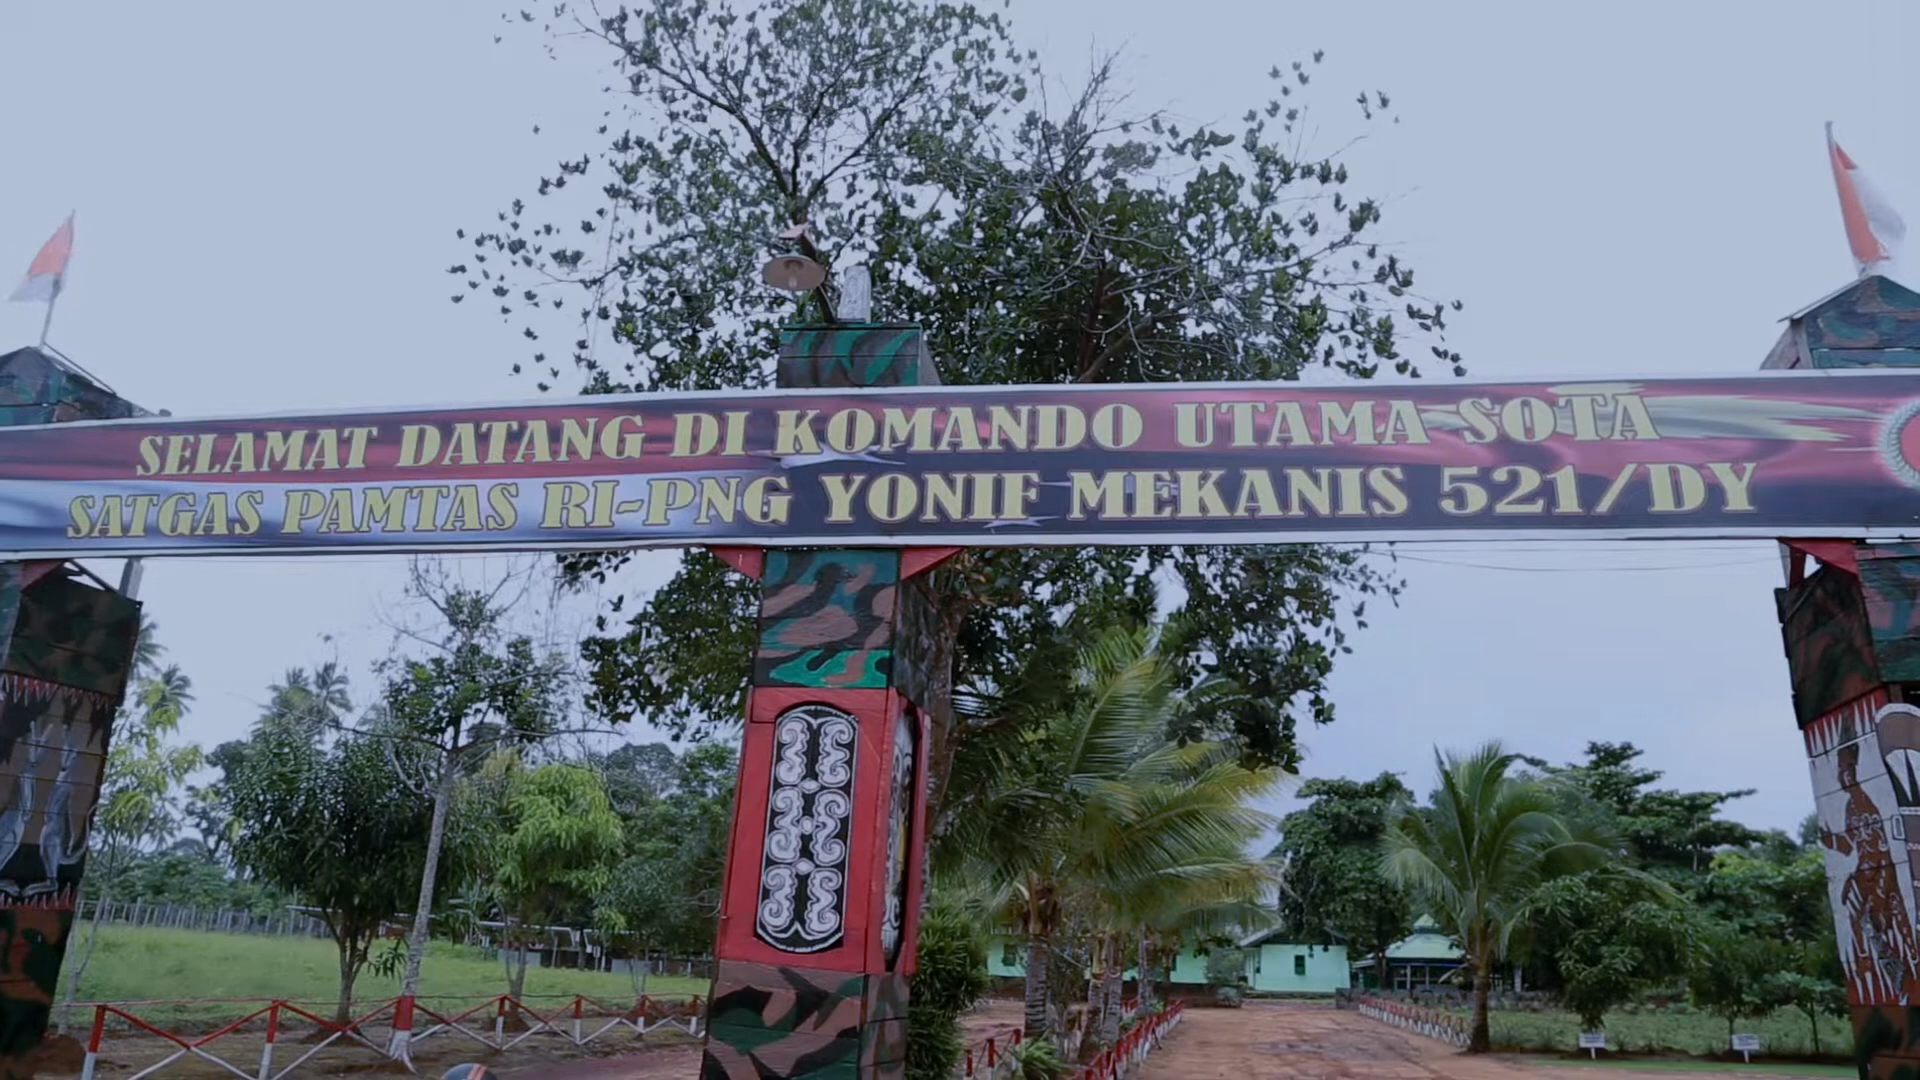 SELAMAT DATANG DI KOMANDO UTAMA SOTA
SATGAS PAMTAS RI-PNG YONIF MEKANIS 521/DY